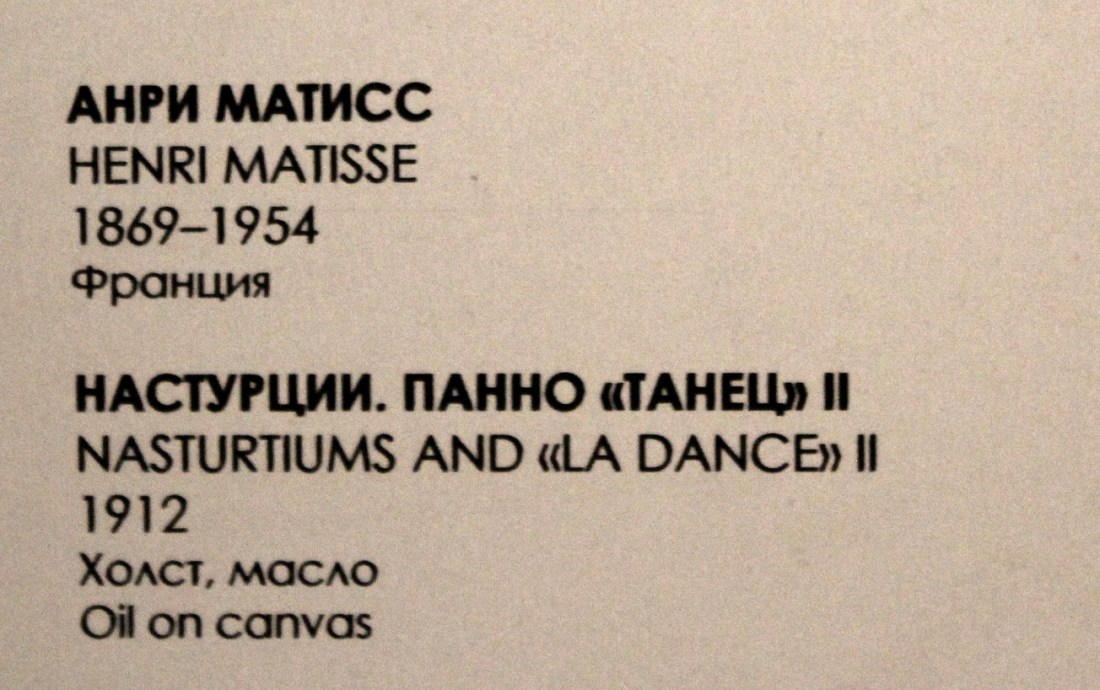 АНРИ МАТИСС
HENRI MATISSE
1869–1954
Франция
НАСТУРЦИИ. ПАННО «ТАНЕЦ» II
NASTURTIUMS AND «LA DANCE» II
1912
Холст, масло
Oil on canvas